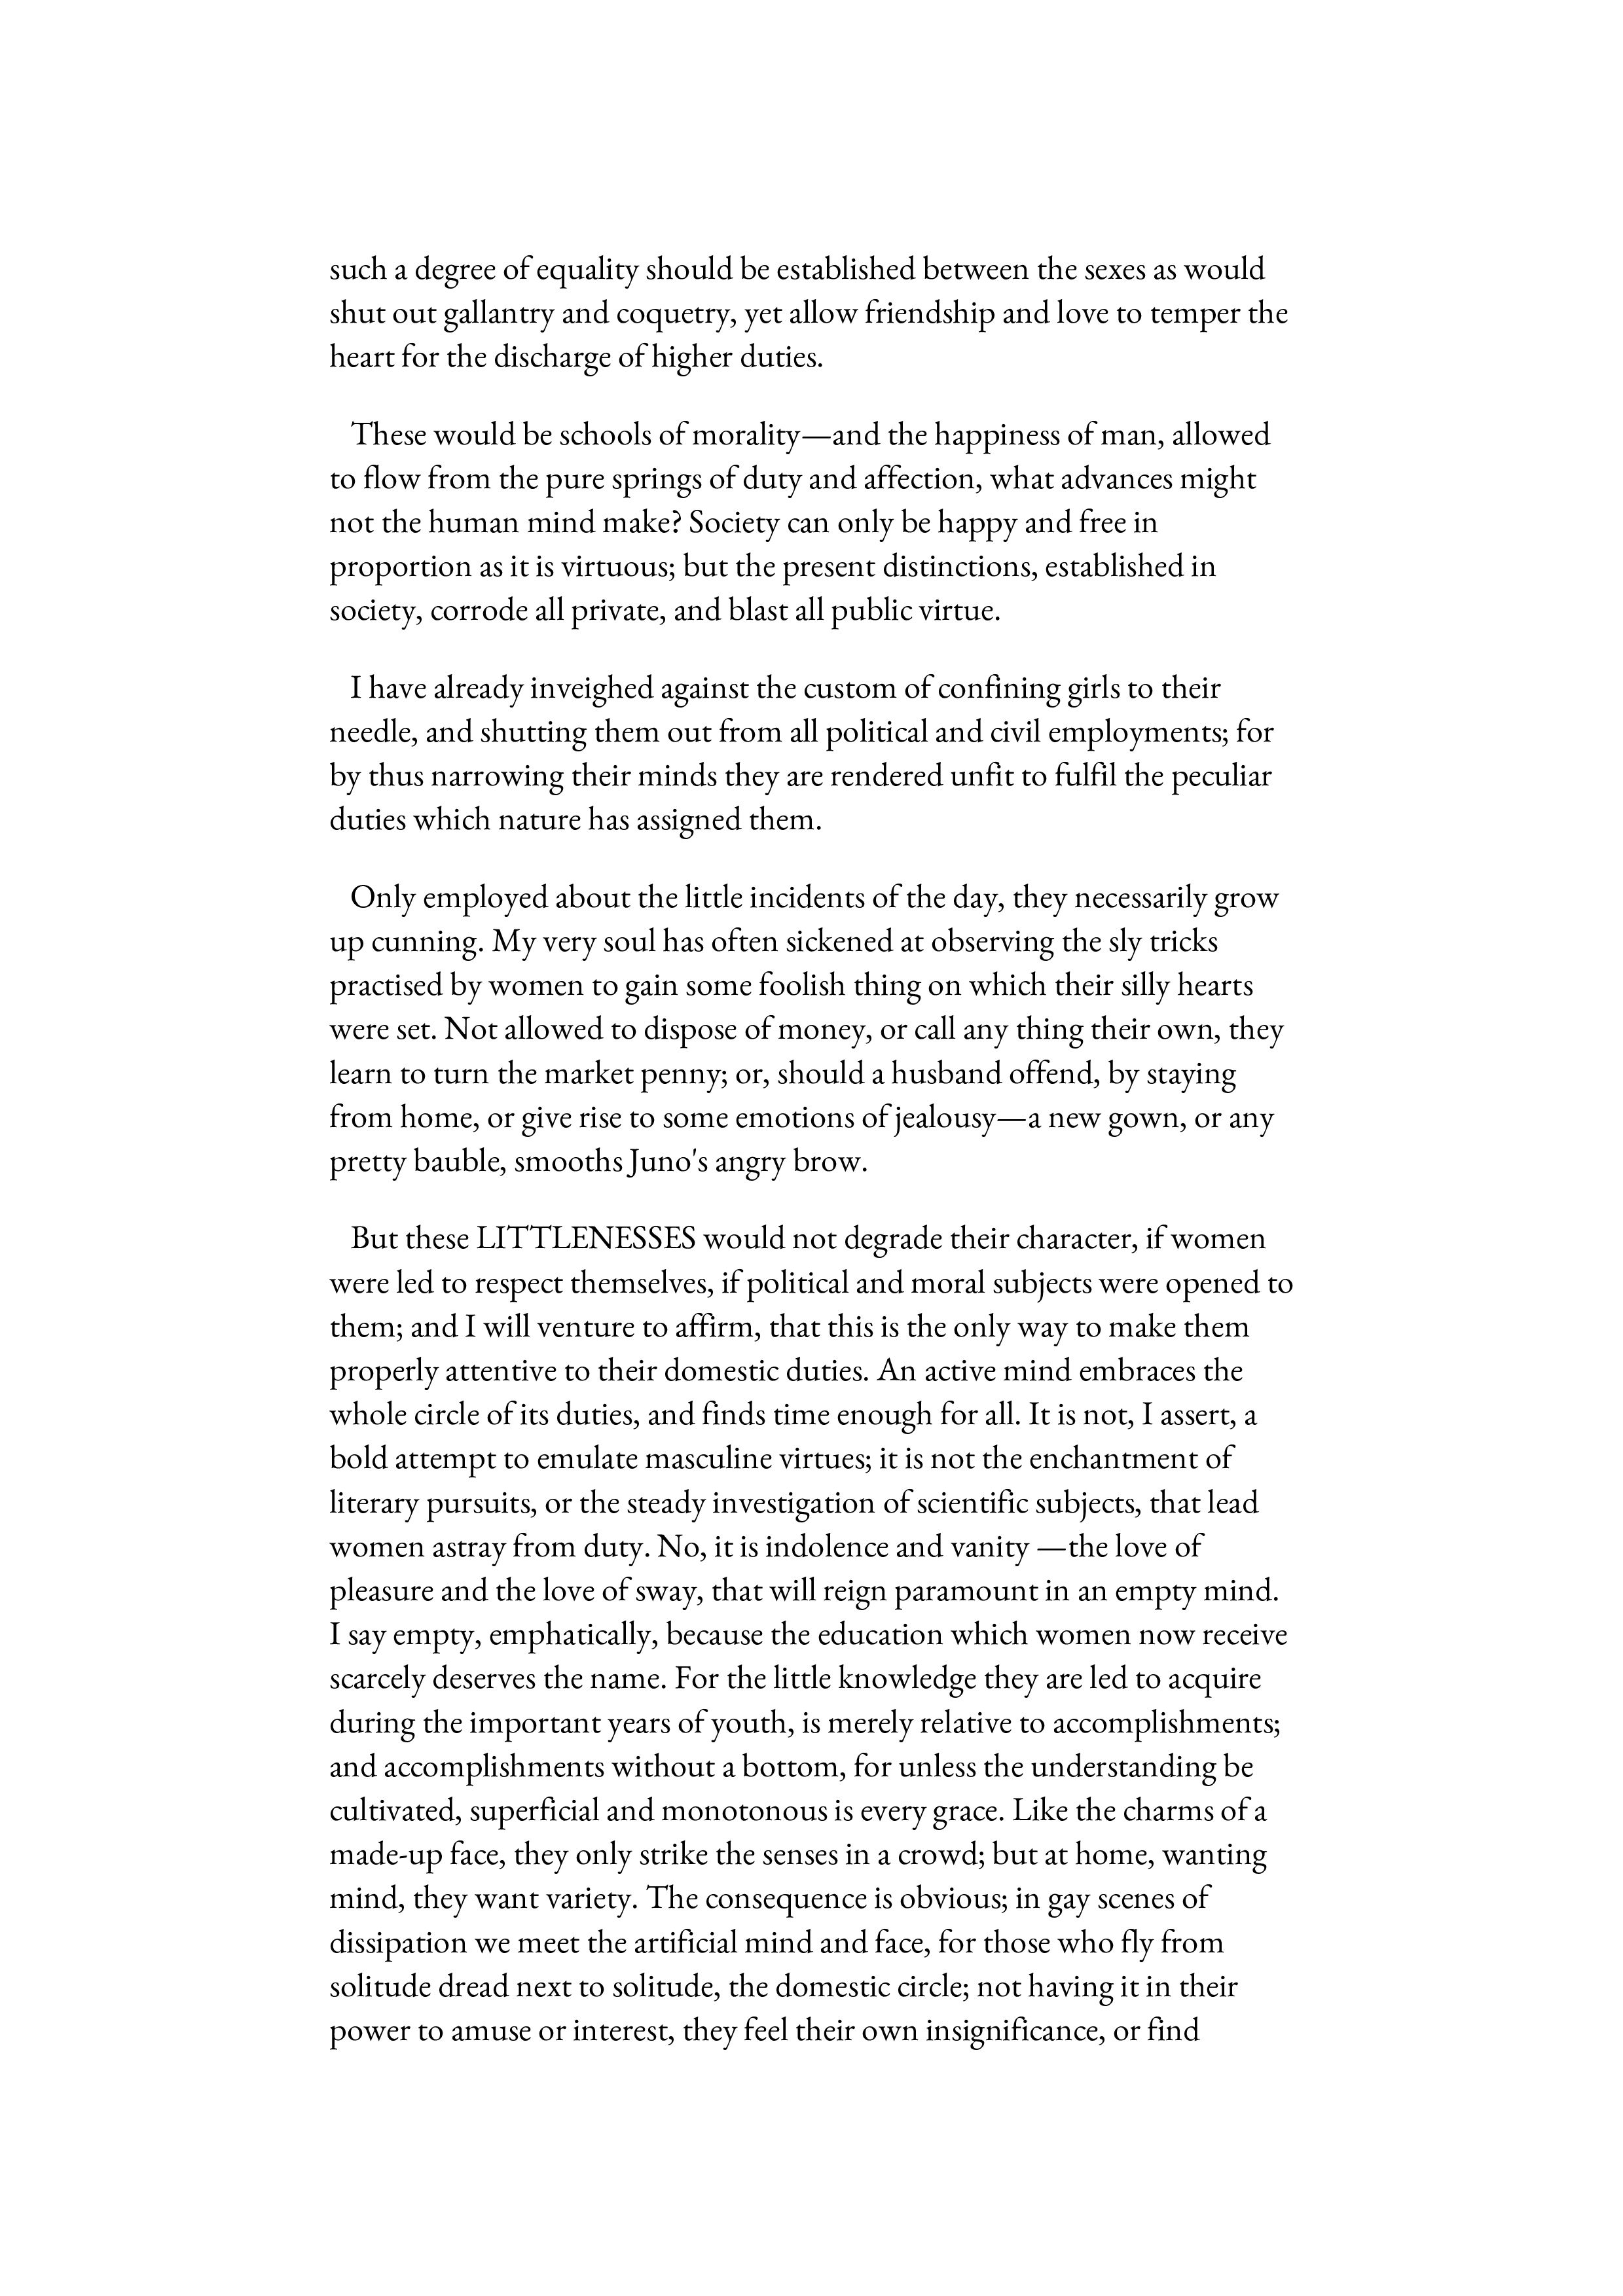 such a degree of equality should be established between the sexes as would
shut out gallantry and coquetry, yet allow friendship and love to temper the
heart for the discharge of higher duties.
These would be schools of morality—and the happiness of man, allowed
to flow from the pure springs of duty and affection, what advances might
not the human mind make? Society can only be happy and free in
proportion as it is virtuous; but the present distinctions, established in
society, corrode all private, and blast all public virtue.
I have already inveighed against the custom of confining girls to their
needle, and shutting them out from all political and civil employments; for
by thus narrowing their minds they are rendered unfit to fulfil the peculiar
duties which nature has assigned them.
Only employed about the little incidents of the day, they necessarily grow
up cunning. My very soul has often sickened at observing the sly tricks
practised by women to gain some foolish thing on which their silly hearts
were set. Not allowed to dispose of money, or call any thing their own, they
learn to turn the market penny; or, should a husband offend, by staying
from home, or give rise to some emotions of jealousy—a new gown, or any
pretty bauble, smooths Juno's angry brow.
But these LITTLENESSES would not degrade their character, if women
were led to respect themselves, if political and moral subjects were opened to
them; and I will venture to affirm, that this is the only way to make them
properly attentive to their domestic duties. An active mind embraces the
whole circle of its duties, and finds time enough for all. It is not, I assert, a
bold attempt to emulate masculine virtues; it is not the enchantment of
literary pursuits, or the steady investigation of scientific subjects, that lead
women astray from duty. No, it is indolence and vanity —the love of
pleasure and the love of sway, that will reign paramount in an empty mind.
I say empty, emphatically, because the education which women now receive
scarcely deserves the name. For the little knowledge they are led to acquire
during the important years of youth, is merely relative to accomplishments;
and accomplishments without a bottom, for unless the understanding be
cultivated, superficial and monotonous is every grace. Like the charms of a
made-up face, they only strike the senses in a crowd; but at home, wanting
mind, they want variety. The consequence is obvious; in gay scenes of
dissipation we meet the artificial mind and face, for those who fly from
solitude dread next to solitude, the domestic circle; not having it in their
power to amuse or interest, they feel their own insignificance, or find